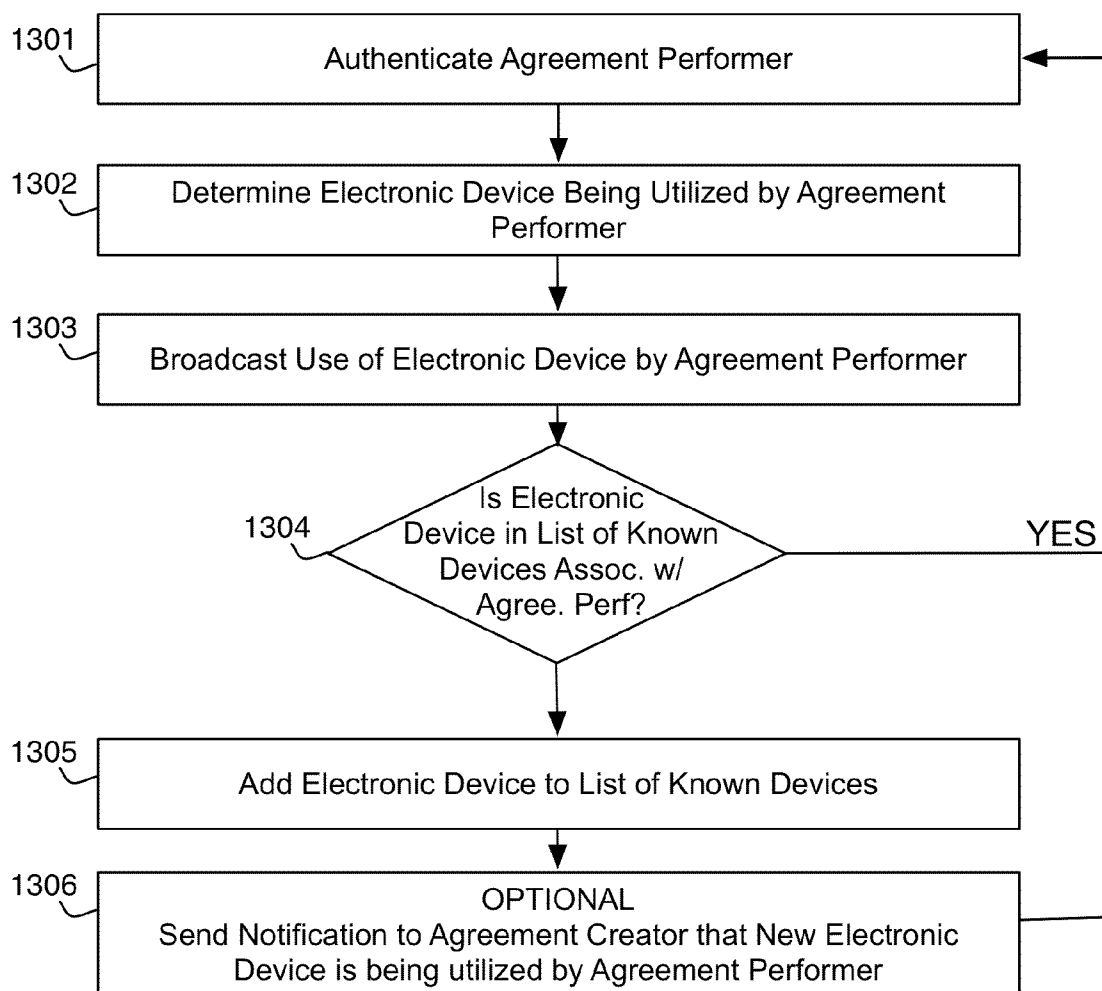 1301
Authenticate Agreement Performer
1302
Determine Electronic Device Being Utilized by Agreement
Performer
1303
Broadcast Use of Electronic Device by Agreement Performer
1304
Is Electronic
Device in List of Known
Devices Assoc. w/
Agree. Perf?
YES
1305
Add Electronic Device to List of Known Devices
1306
OPTIONAL
Send Notification to Agreement Creator that New Electronic
Device is being utilized by Agreement Performer